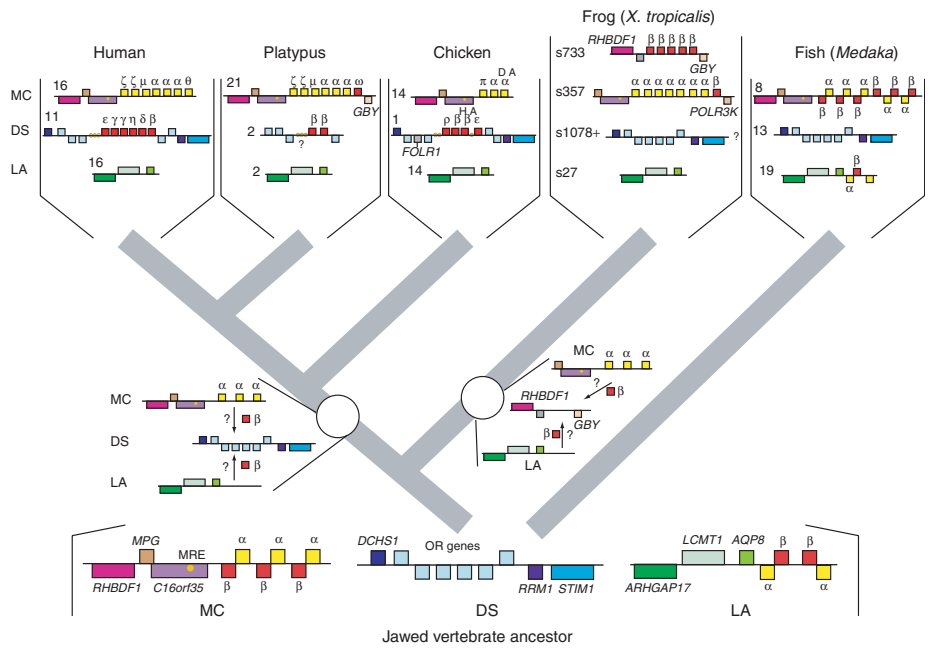 Frog (X. tropicalis)
Human Platypus Chicken Fish (Medaka)
s733 RHBDF1 β β β β β GBY
MC 16 ζ ζ μ α α α α θ
21 ζ ζ μ α α α α ω GBY
14 π α α D A H A
s357 α α α α α α α α β POLR3K
8 α α α β β β β β β β α α
DS 11 ε γ γ η δ β
2 β β ?
1 ρ β β ε FOLR1
s1078+ ?
13
LA 16
2
14
s27
19 β α
MC α α α
? β
DS
? β
LA
MC α α α
? β
RHBDF1
GBY
β ?
LA
MPG MRE α α α
RHBDF1 C16orf35 β β β
MC
DCHS1 OR genes
RRM1 STIM1
DS
LCMT1 AQP8 β β
ARHGAP17 α α
LA
Jawed vertebrate ancestor